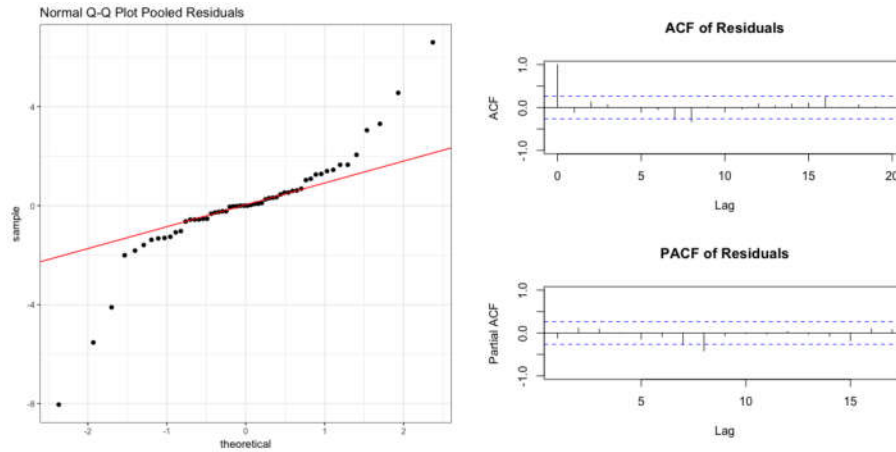 Normal Q-Q Plot Pooled Residuals
sample
4
0
-4
-8
-2
-1
0
1
2
theoretical
ACF of Residuals
ACF
1.0
0.0
-1.0
0
5
10
15
20
Lag
PACF of Residuals
Partial ACF
1.0
0.0
-1.0
5
10
15
Lag